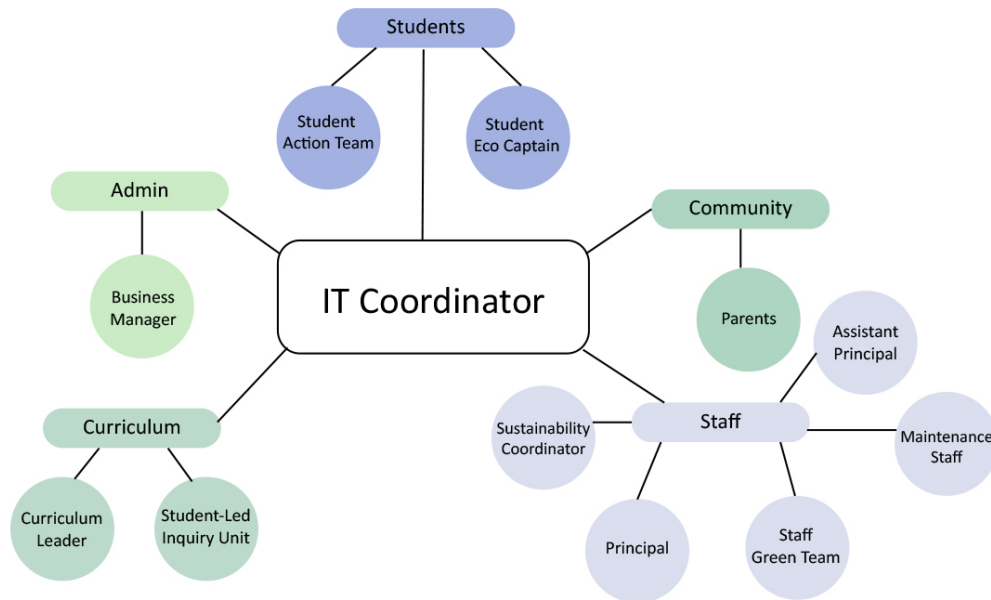 Students
Student
Action Team
Student
Eco Captain
Admin
Business
Manager
Community
Parents
IT Coordinator
Curriculum
Curriculum
Leader
Student-Led
Inquiry Unit
Staff
Assistant
Principal
Sustainability
Coordinator
Maintenance
Staff
Principal
Staff
Green Team